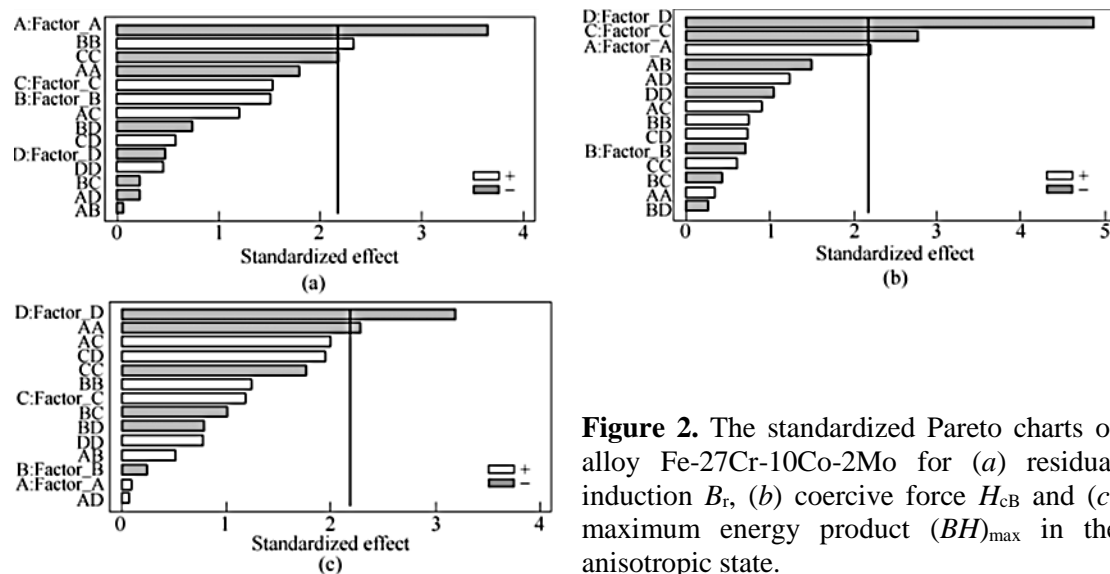 A:Factor_A
BB
CC
AA
C:Factor_C
B:Factor_B
AC
BD
CD
D:Factor_D
DD
BC
AD
AB
+
−
0 1 2 3 4
Standardized effect
(a)
D:Factor_D
C:Factor_C
A:Factor_A
AB
AD
DD
AC
BB
CD
B:Factor_B
CC
BC
AA
BD
+
−
0 1 2 3 4 5
Standardized effect
(b)
D:Factor_D
AA
AC
CD
CC
BB
C:Factor_C
BC
BD
DD
AB
B:Factor_B
A:Factor_A
AD
+
−
0 1 2 3 4
Standardized effect
(c)
Figure 2. The standardized Pareto charts o
alloy Fe-27Cr-10Co-2Mo for (a) residua
induction Br, (b) coercive force HcB and (c
maximum energy product (BH)max in the
anisotropic state.